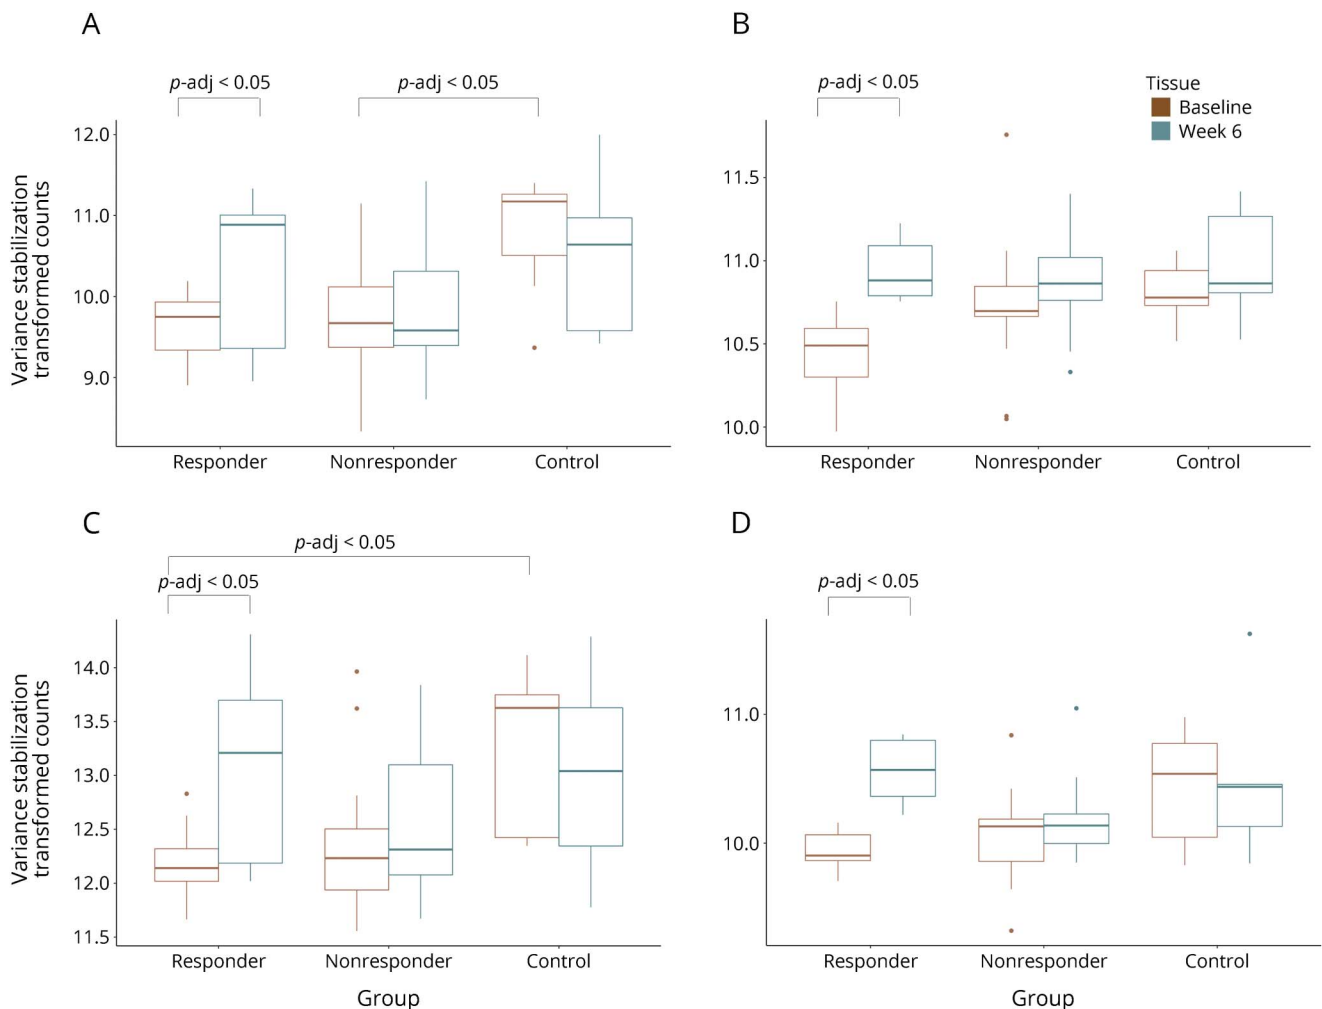 A
B
p-adj < 0.05
p-adj < 0.05
p-adj < 0.05
Tissue
Baseline
Week 6
Variance stabilization
transformed counts
12.0
11.0
10.0
9.0
11.5
11.0
10.5
10.0
Responder
Nonresponder
Control
Responder
Nonresponder
Control
C
D
p-adj < 0.05
p-adj < 0.05
p-adj < 0.05
Variance stabilization
transformed counts
14.0
13.5
13.0
12.5
12.0
11.5
11.0
10.0
Responder
Nonresponder
Control
Responder
Nonresponder
Control
Group
Group